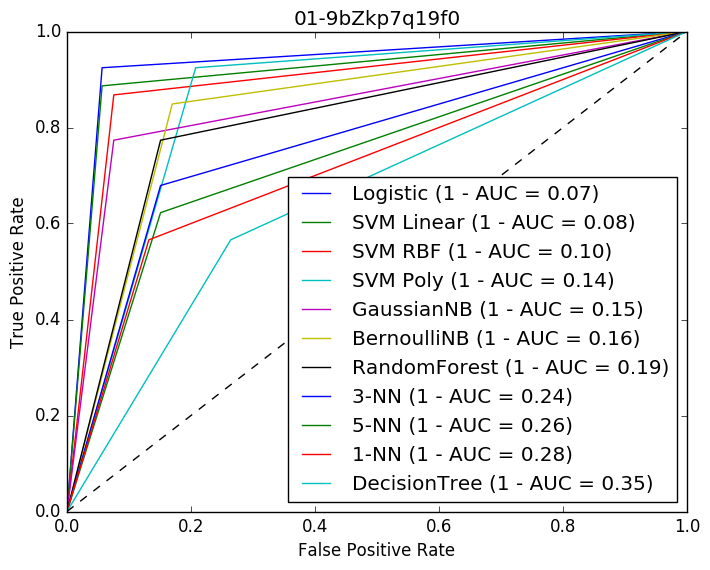 01-9bZkp7q19f0
1.0
0.8
0.6
0.4
0.2
0.0
True Positive Rate
Logistic (1 - AUC = 0.07)
SVM Linear (1 - AUC = 0.08)
SVM RBF (1 - AUC = 0.10)
SVM Poly (1 - AUC = 0.14)
GaussianNB (1 - AUC = 0.15)
BernoulliNB (1 - AUC = 0.16)
RandomForest (1 - AUC = 0.19)
3-NN (1 - AUC = 0.24)
5-NN (1 - AUC = 0.26)
1-NN (1 - AUC = 0.28)
DecisionTree (1 - AUC = 0.35)
0.0 0.2 0.4 0.6 0.8 1.0
False Positive Rate